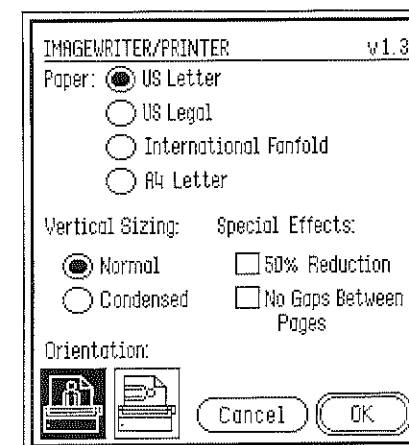 IMAGEWRITER/PRINTER v1.3
Paper: US Letter
US Legal
International Fanfold
A4 Letter
Vertical Sizing: Special Effects:
Normal 50% Reduction
Condensed No Gaps Between
Pages
Orientation:
Cancel OK